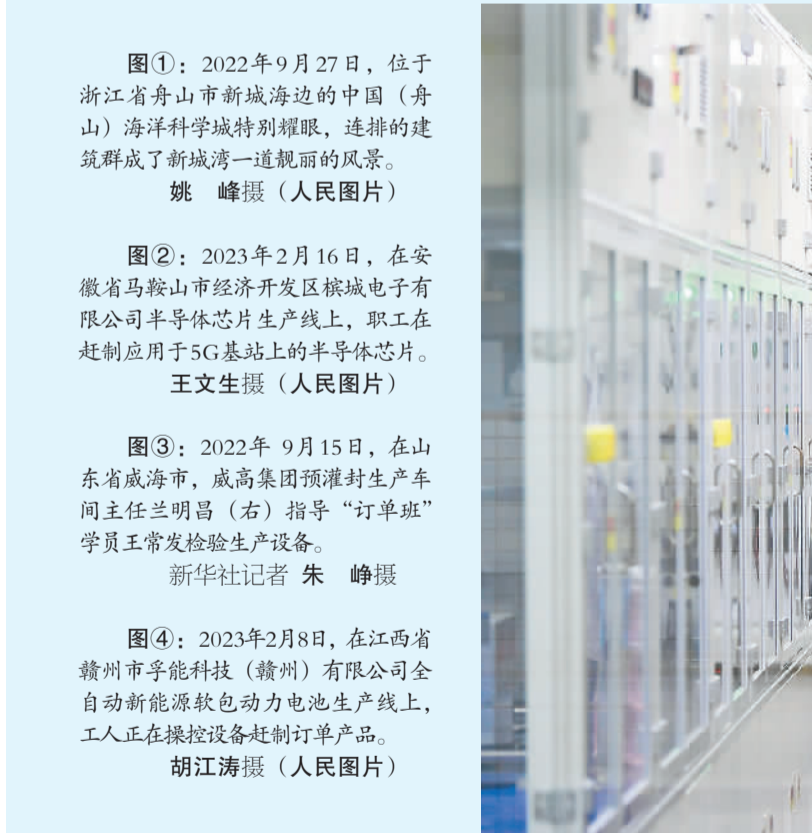 图①：2022年9月27日，位于
浙江省舟山市新城海边的中国（舟
山）海洋科学城特别耀眼，连排的建
筑群成了新城湾一道靓丽的风景。
姚　峰摄（人民图片）
图②：2023年2月16日，在安
徽省马鞍山市经济开发区槟城电子有
限公司半导体芯片生产线上，职工在
赶制应用于5G基站上的半导体芯片。
王文生摄（人民图片）
图③：2022年 9月15日，在山
东省威海市，威高集团预灌封生产车
间主任兰明昌（右）指导“订单班”
学员王常发检验生产设备。
新华社记者 朱　峥摄
图④：2023年2月8日，在江西省
赣州市孚能科技（赣州）有限公司全
自动新能源软包动力电池生产线上，
工人正在操控设备赶制订单产品。
胡江涛摄（人民图片）